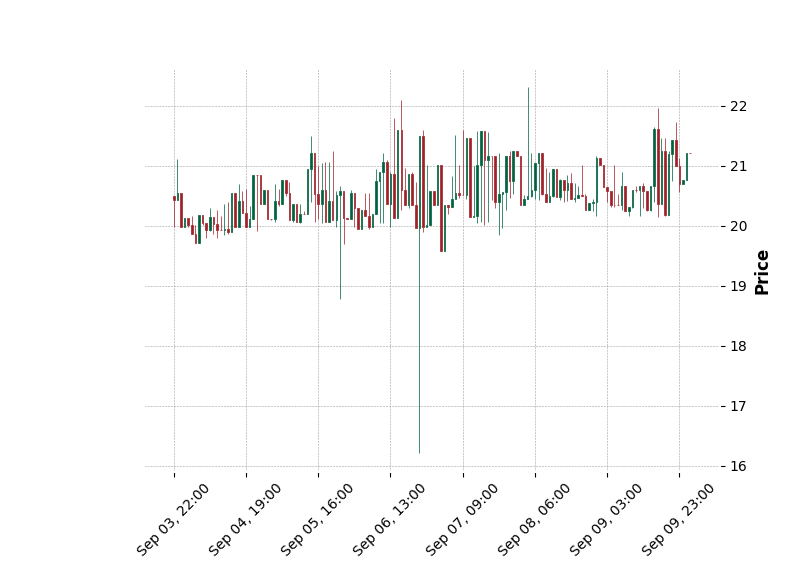 22
21
20
19
18
17
16
Price
Sep 03, 22:00
Sep 04, 19:00
Sep 05, 16:00
Sep 06, 13:00
Sep 07, 09:00
Sep 08, 06:00
Sep 09, 03:00
Sep 09, 23:00